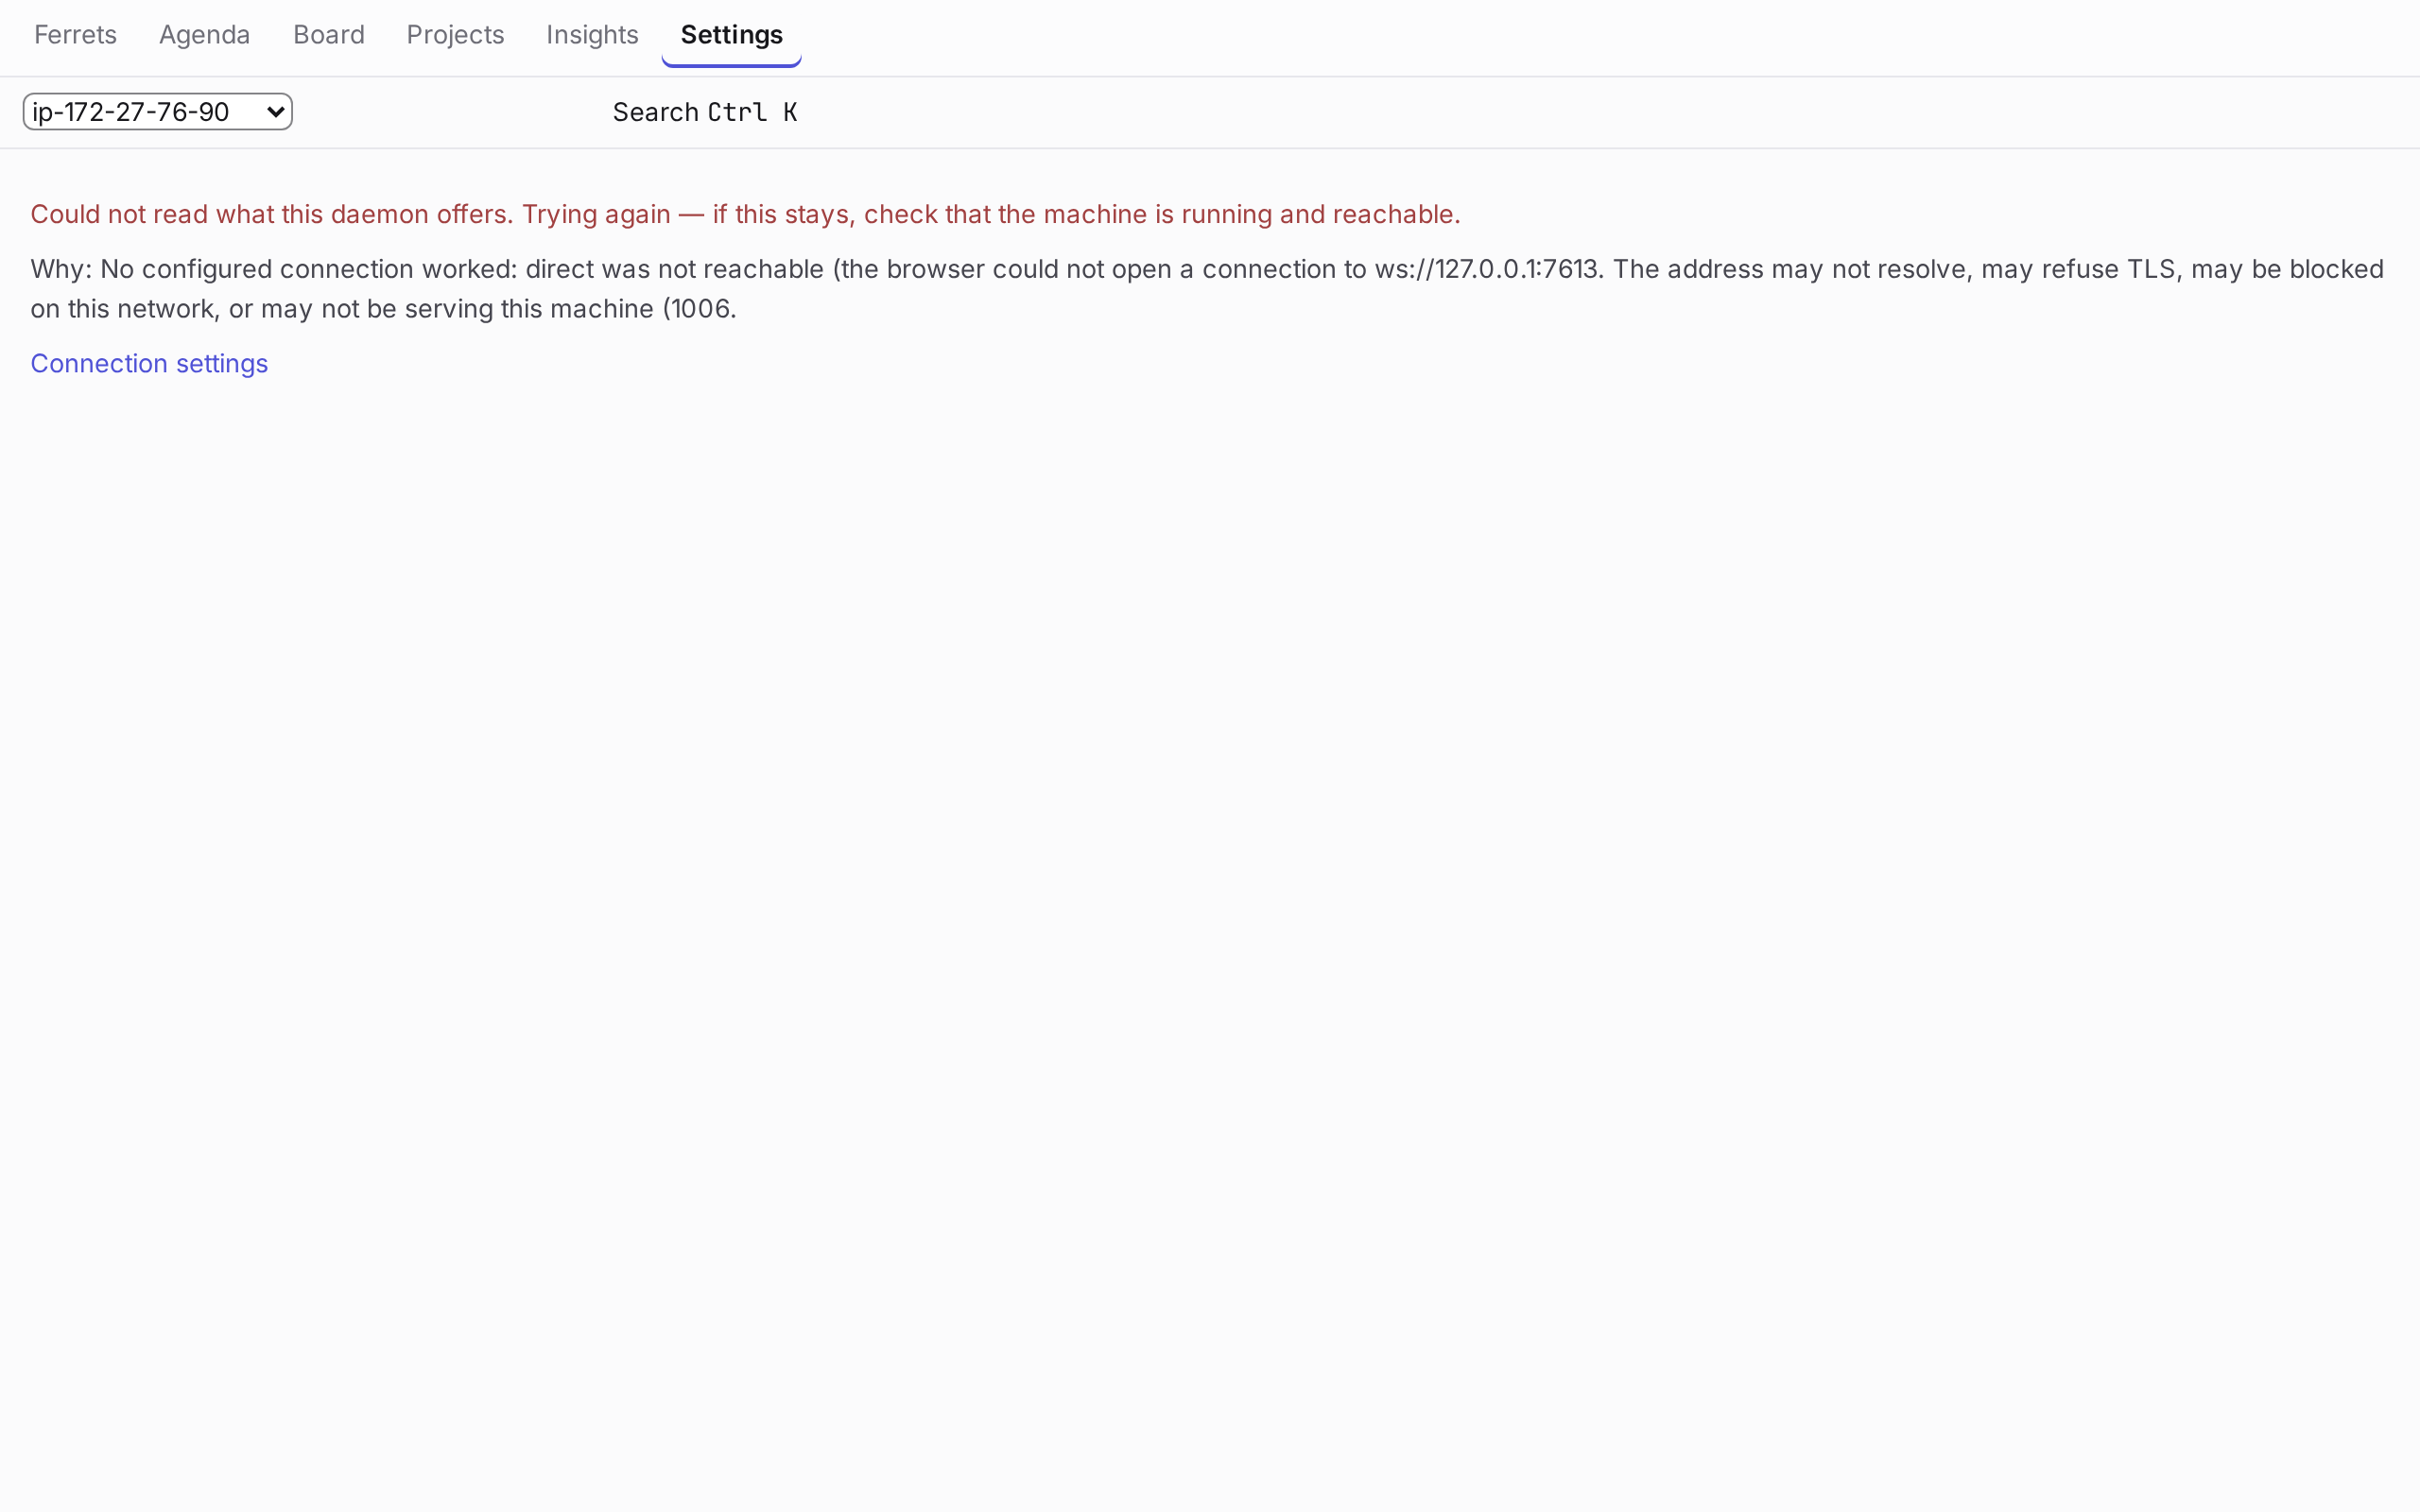 Ferrets Agenda Board Projects Insights Settings
ip-172-27-76-90 Search Ctrl K
Could not read what this daemon offers. Trying again — if this stays, check that the machine is running and reachable.
Why: No configured connection worked: direct was not reachable (the browser could not open a connection to ws://127.0.0.1:7613. The address may not resolve, may refuse TLS, may be blocked
on this network, or may not be serving this machine (1006.
Connection settings